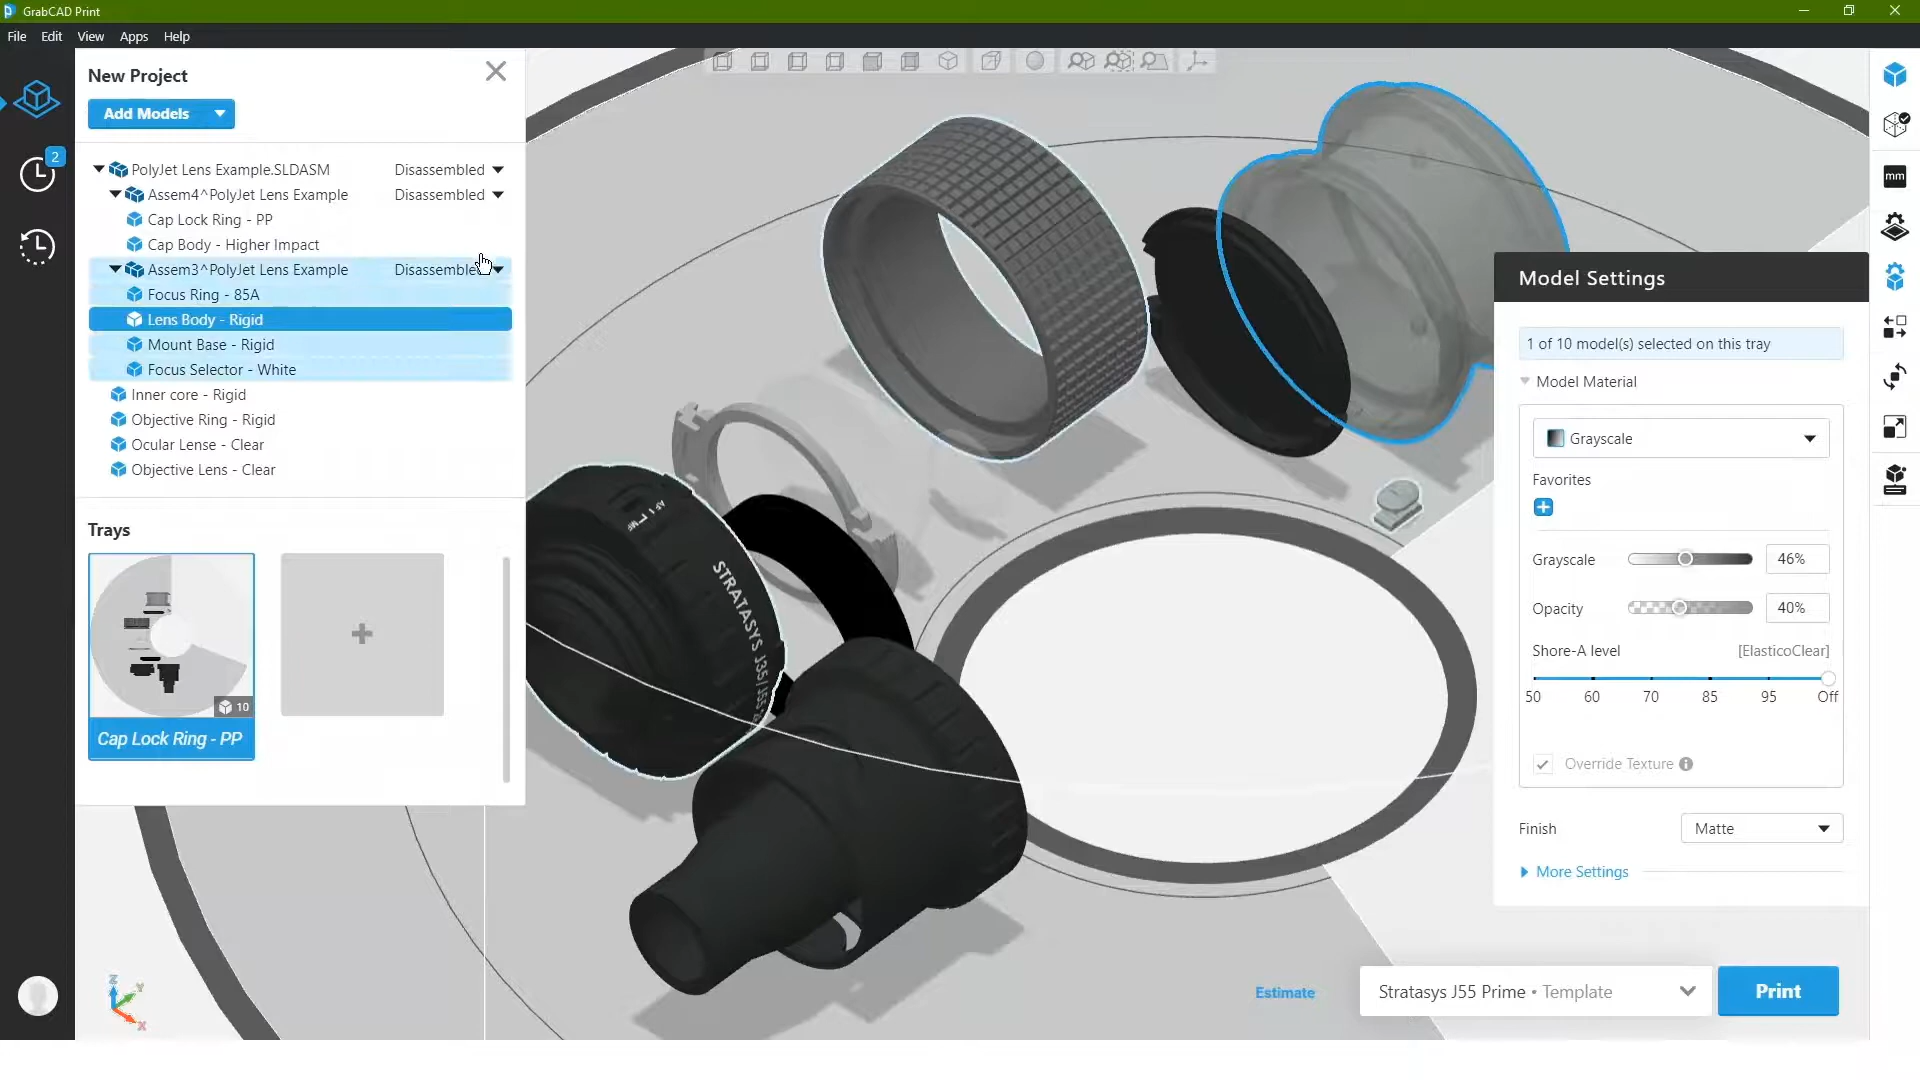 GrabCAD Print
File Edit View Apps Help
New Project
Add Models
2
PolyJet Lens Example.SLDASM Disassembled
Assem4^PolyJet Lens Example Disassembled
Cap Lock Ring - PP
Cap Body - Higher Impact
Assem3^PolyJet Lens Example Disassembled
Focus Ring - 85A
Lens Body - Rigid
Mount Base - Rigid
Focus Selector - White
Inner core - Rigid
Objective Ring - Rigid
Ocular Lense - Clear
Objective Lens - Clear
Trays
10
Cap Lock Ring - PP
STRATASYS J35/J55
Z
Y
X
mm
Model Settings
1 of 10 model(s) selected on this tray
Model Material
Grayscale
Favorites
Grayscale 46%
Opacity 40%
Shore-A level [ElasticoClear]
50 60 70 85 95 Off
Override Texture
Finish Matte
More Settings
Estimate Stratasys J55 Prime • Template Print